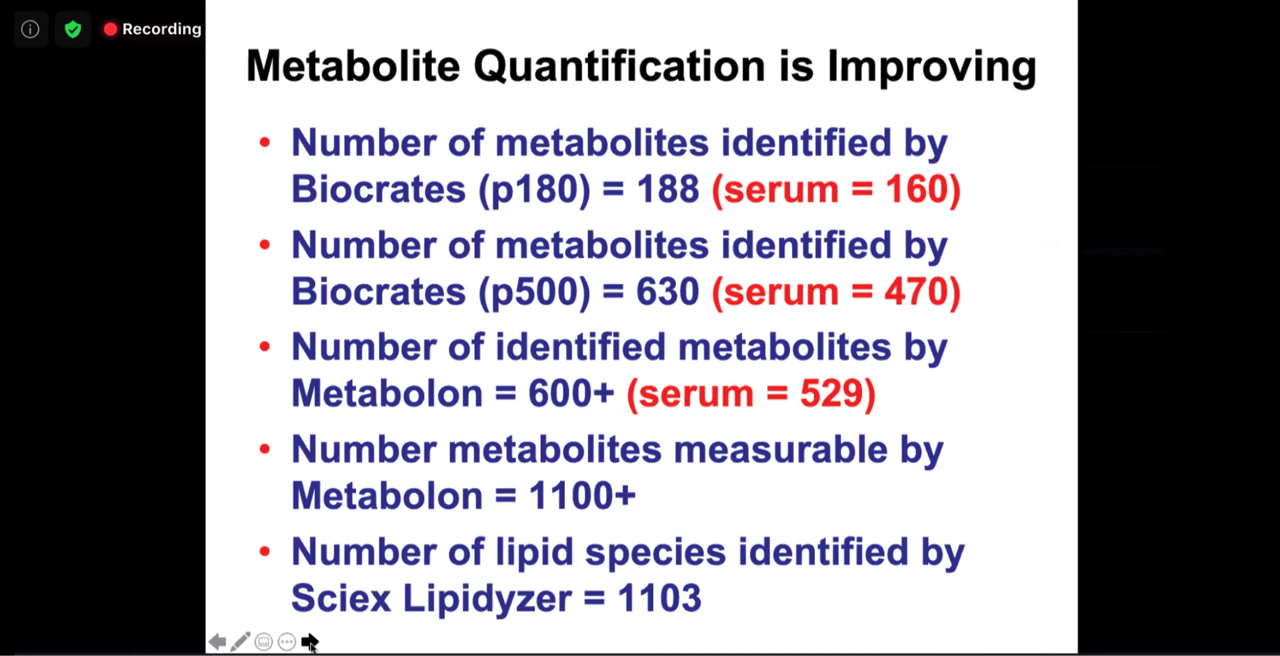 Recording
Metabolite Quantification is Improving
• Number of metabolites identified by
Biocrates (p180) = 188 (serum = 160)
• Number of metabolites identified by
Biocrates (p500) = 630 (serum = 470)
• Number of identified metabolites by
Metabolon = 600+ (serum = 529)
• Number metabolites measurable by
Metabolon = 1100+
• Number of lipid species identified by
Sciex Lipidyzer = 1103